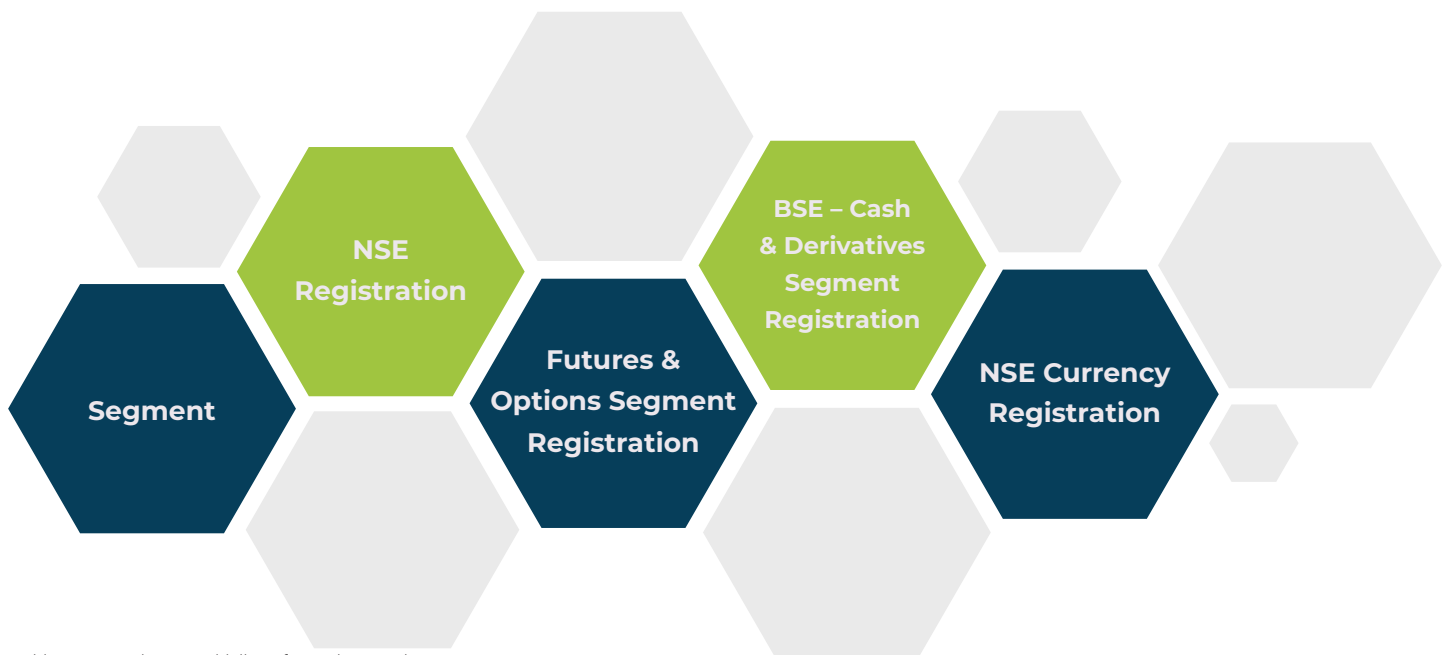 Segment
NSE
Registration
Futures &
Options Segment
Registration
BSE – Cash
& Derivatives
Segment
Registration
NSE Currency
Registration